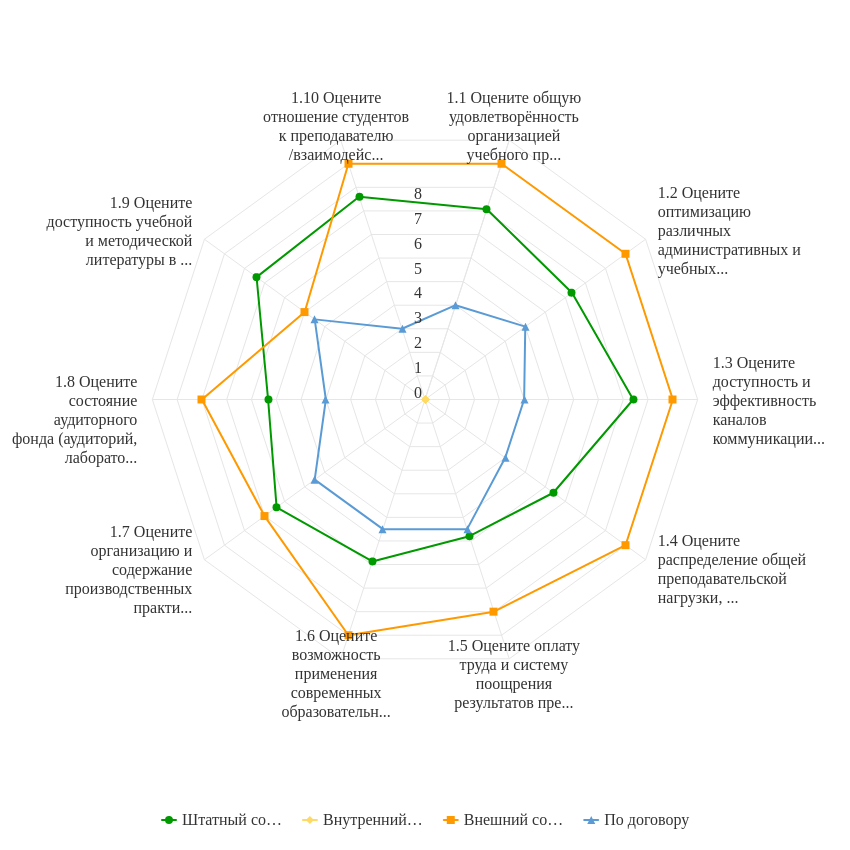 1.10 Оцените
отношение студентов
к преподавателю
/взаимодейс...
1.1 Оцените общую
удовлетворённость
организацией
учебного пр...
1.2 Оцените
оптимизацию
различных
административных и
учебных...
1.3 Оцените
доступность и
эффективность
каналов
коммуникации...
1.4 Оцените
распределение общей
преподавательской
нагрузки, ...
1.5 Оцените оплату
труда и систему
поощрения
результатов пре...
1.6 Оцените
возможность
применения
современных
образовательн...
1.7 Оцените
организацию и
содержание
производственных
практи...
1.8 Оцените
состояние
аудиторного
фонда (аудиторий,
лаборато...
1.9 Оцените
доступность учебной
и методической
литературы в ...
8
7
6
5
4
3
2
1
0
Штатный со…
Внутренний…
Внешний со…
По договору